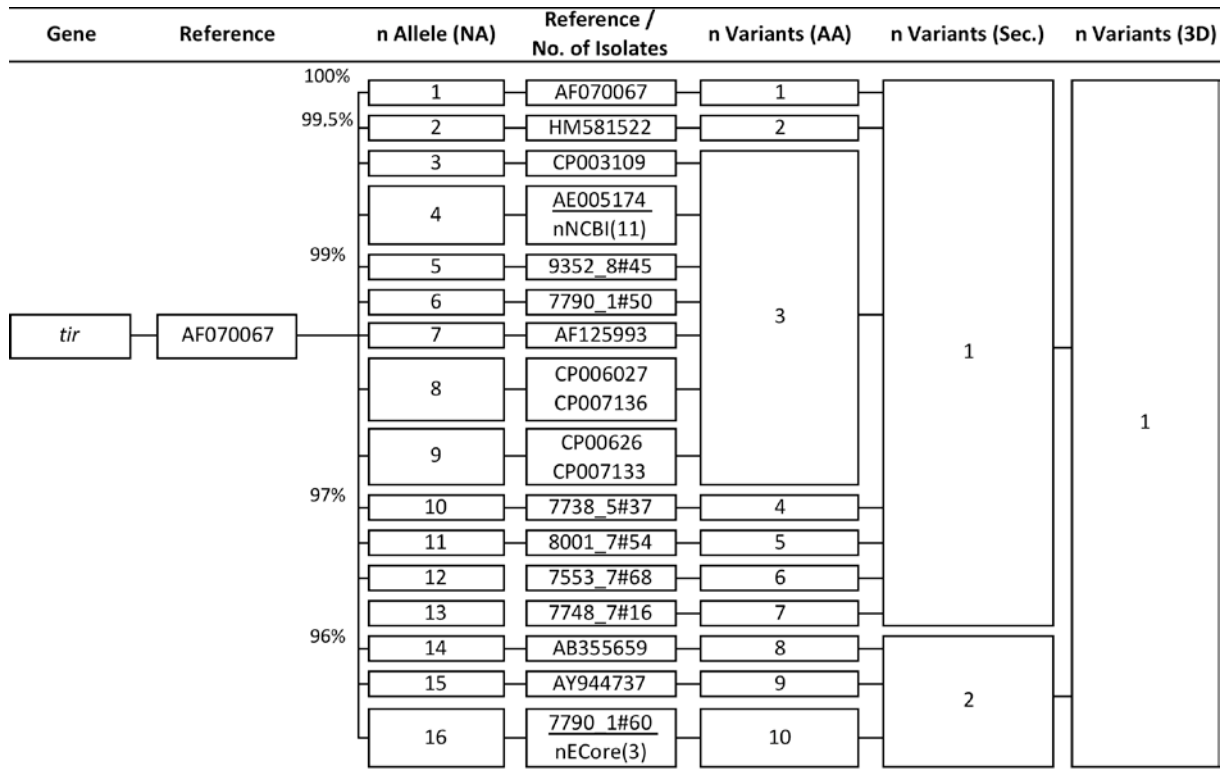 Gene Reference n Allele (NA) Reference / No. of Isolates n Variants (AA) n Variants (Sec.) n Variants (3D)
100%
1 AF070067 1
99,5%
2 HM581522 2
3 CP003109
4 AE005174
nNCBI(11)
99%
5 9352_8#45
6 7790_1#50
3
tir AF070067 7 AF125993
1
8 CP006027
CP007136
1
9 CP00626
CP007133
97%
10 7738_5#37 4
11 8001_7#54 5
12 7553_7#68 6
13 7748_7#16 7
96%
14 AB355659 8
15 AY944737 9
2
16 7790_1#60 10
nECore(3)